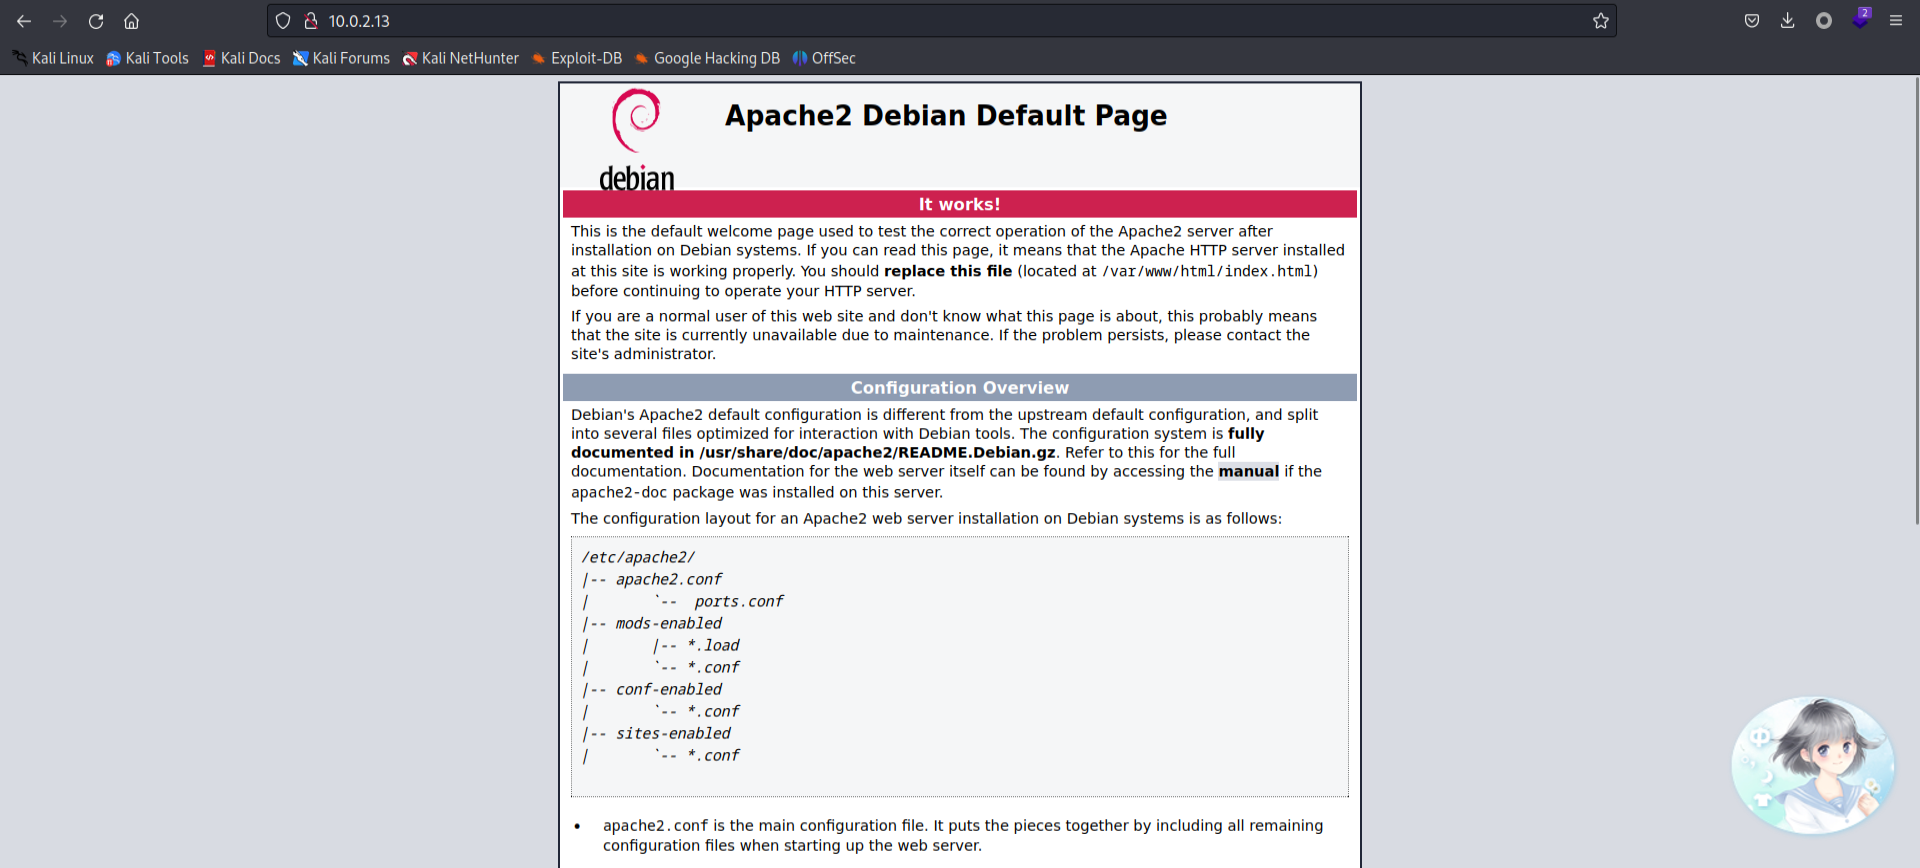 10.0.2.13
2
Kali Linux Kali Tools Kali Docs Kali Forums Kali NetHunter Exploit-DB Google Hacking DB OffSec
debian
Apache2 Debian Default Page
It works!
This is the default welcome page used to test the correct operation of the Apache2 server after
installation on Debian systems. If you can read this page, it means that the Apache HTTP server installed
at this site is working properly. You should replace this file (located at /var/www/html/index.html)
before continuing to operate your HTTP server.
If you are a normal user of this web site and don't know what this page is about, this probably means
that the site is currently unavailable due to maintenance. If the problem persists, please contact the
site's administrator.
Configuration Overview
Debian's Apache2 default configuration is different from the upstream default configuration, and split
into several files optimized for interaction with Debian tools. The configuration system is fully
documented in /usr/share/doc/apache2/README.Debian.gz. Refer to this for the full
documentation. Documentation for the web server itself can be found by accessing the manual if the
apache2-doc package was installed on this server.
The configuration layout for an Apache2 web server installation on Debian systems is as follows:
/etc/apache2/
|-- apache2.conf
|       `--  ports.conf
|-- mods-enabled
|       |-- *.load
|       `-- *.conf
|-- conf-enabled
|       `-- *.conf
|-- sites-enabled
|       `-- *.conf
• apache2.conf is the main configuration file. It puts the pieces together by including all remaining
configuration files when starting up the web server.